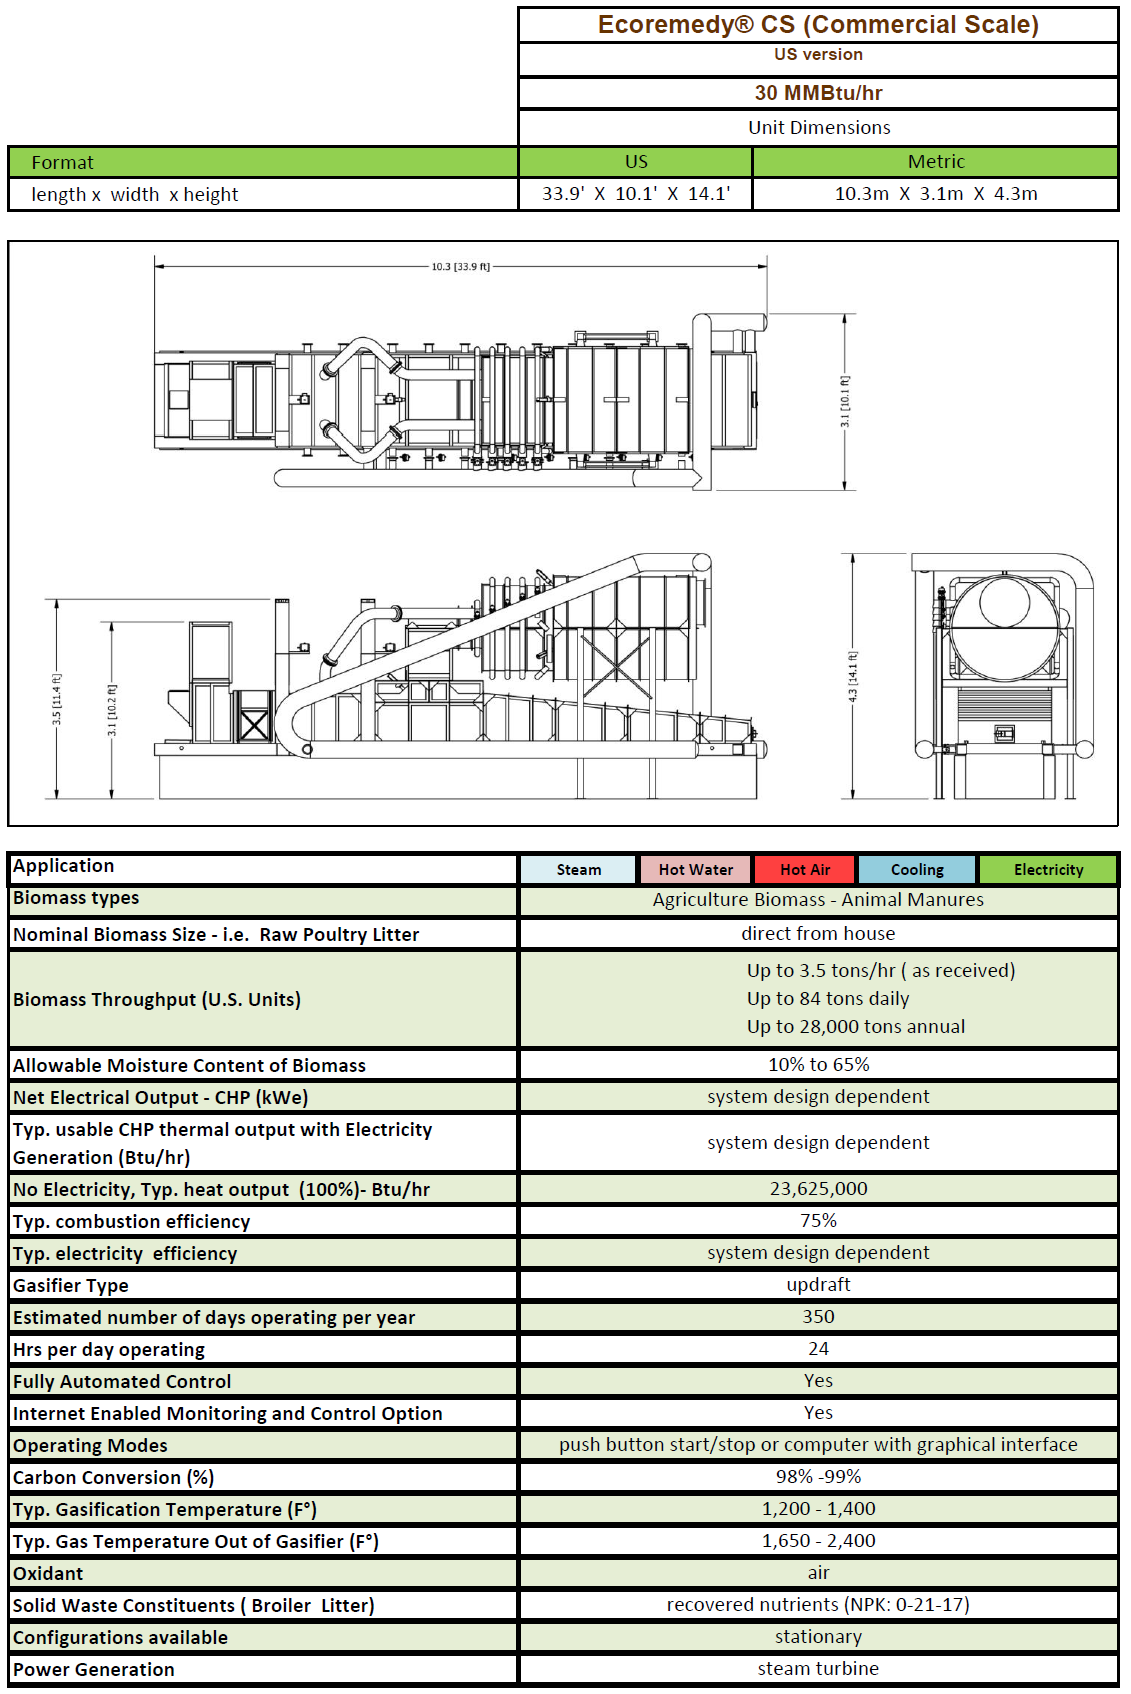 Ecoremedy® CS (Commercial Scale)
US version
30 MMBtu/hr
Unit Dimensions
Format US Metric
length x width x height 33.9' X 10.1' X 14.1' 10.3m X 3.1m X 4.3m
10.3 [33.9 ft]
3.1 [10.1 ft]
3.5 [11.4 ft]
3.1 [10.2 ft]
4.3 [14.1 ft]
Application Steam Hot Water Hot Air Cooling Electricity
Biomass types Agriculture Biomass - Animal Manures
Nominal Biomass Size - i.e. Raw Poultry Litter direct from house
Biomass Throughput (U.S. Units)
Up to 3.5 tons/hr ( as received)
Up to 84 tons daily
Up to 28,000 tons annual
Allowable Moisture Content of Biomass 10% to 65%
Net Electrical Output - CHP (kWe) system design dependent
Typ. usable CHP thermal output with Electricity
Generation (Btu/hr) system design dependent
No Electricity, Typ. heat output (100%)- Btu/hr 23,625,000
Typ. combustion efficiency 75%
Typ. electricity efficiency system design dependent
Gasifier Type updraft
Estimated number of days operating per year 350
Hrs per day operating 24
Fully Automated Control Yes
Internet Enabled Monitoring and Control Option Yes
Operating Modes push button start/stop or computer with graphical interface
Carbon Conversion (%) 98% -99%
Typ. Gasification Temperature (F°) 1,200 - 1,400
Typ. Gas Temperature Out of Gasifier (F°) 1,650 - 2,400
Oxidant air
Solid Waste Constituents ( Broiler Litter) recovered nutrients (NPK: 0-21-17)
Configurations available stationary
Power Generation steam turbine